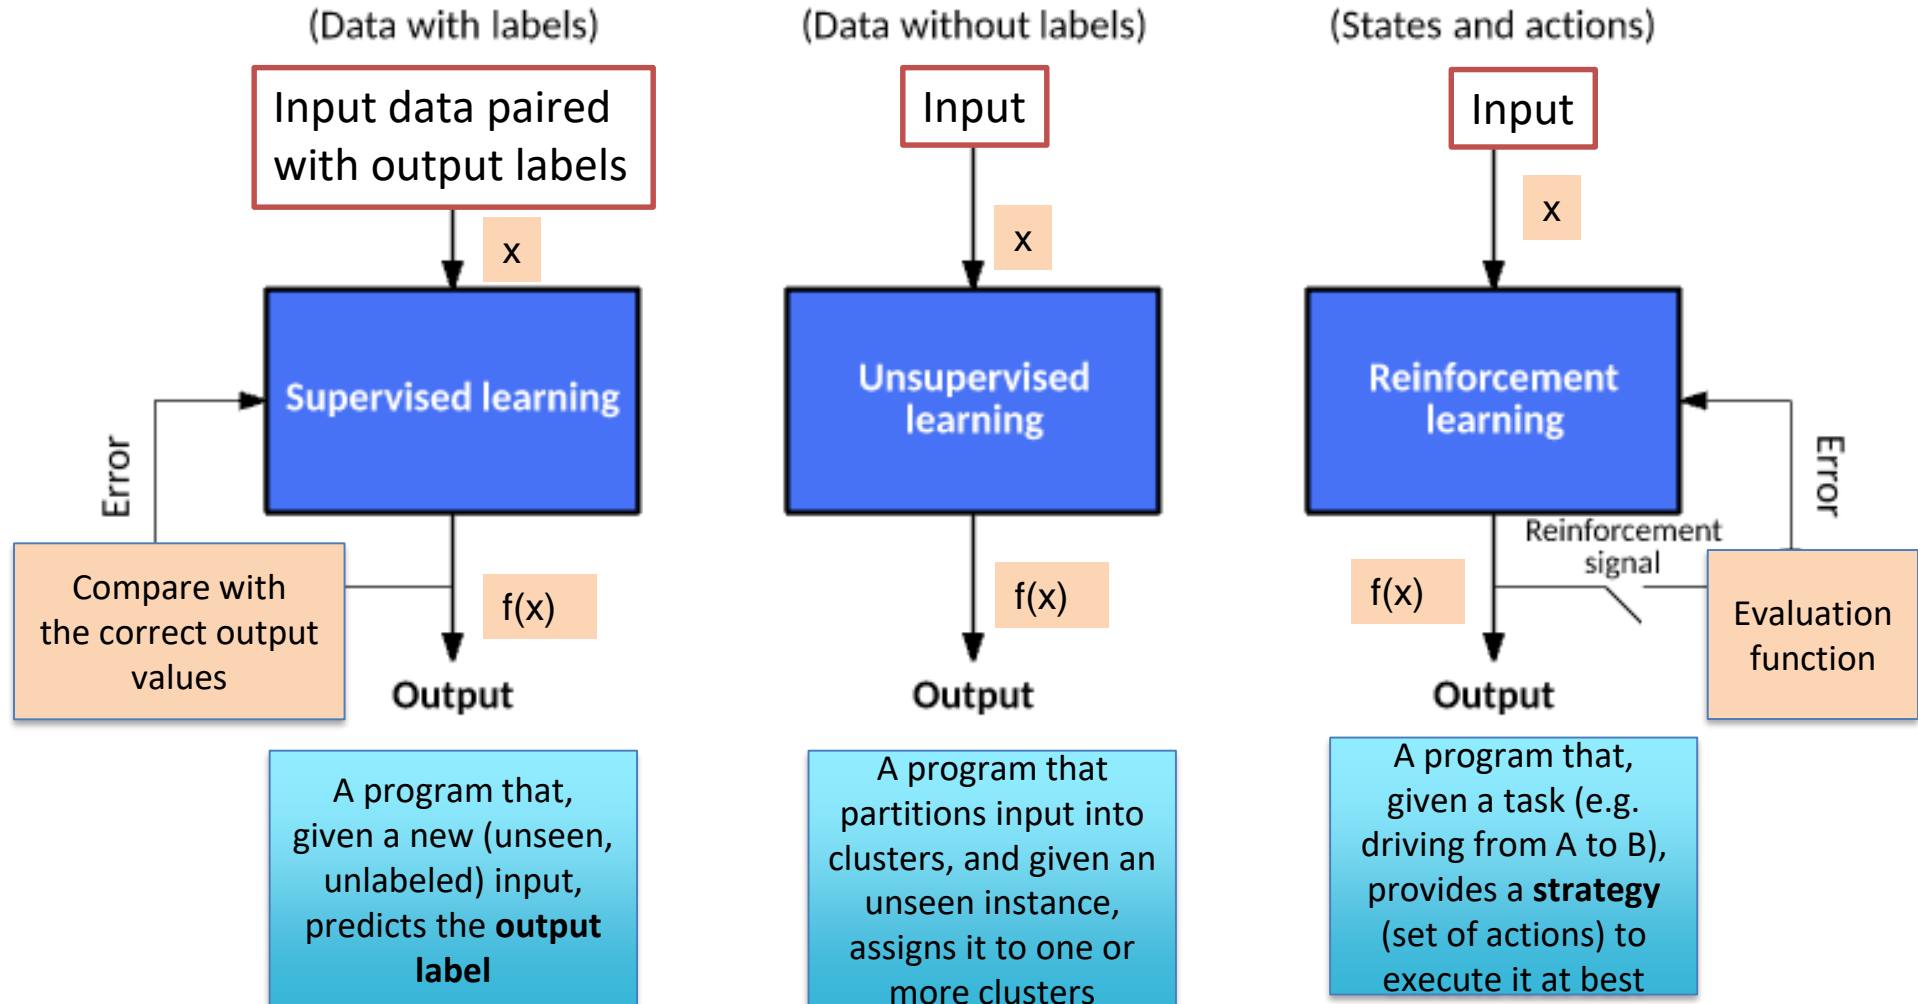 (Data with labels)
Input data paired
with output labels
x
Supervised learning
Error
Compare with
the correct output
values
f(x)
Output
A program that,
given a new (unseen,
unlabeled) input,
predicts the output
label
(Data without labels)
Input
x
Unsupervised
learning
f(x)
Output
A program that
partitions input into
clusters, and given an
unseen instance,
assigns it to one or
more clusters
(States and actions)
Input
x
Reinforcement
learning
Error
Reinforcement
signal
f(x)
Evaluation
function
Output
A program that,
given a task (e.g.
driving from A to B),
provides a strategy
(set of actions) to
execute it at best